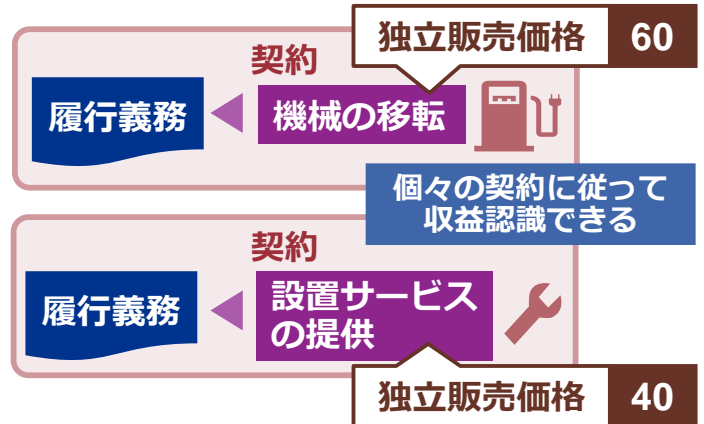 独立販売価格 60
契約
履行義務
機械の移転
個々の契約に従って
収益認識できる
契約
履行義務
設置サービス
の提供
独立販売価格 40